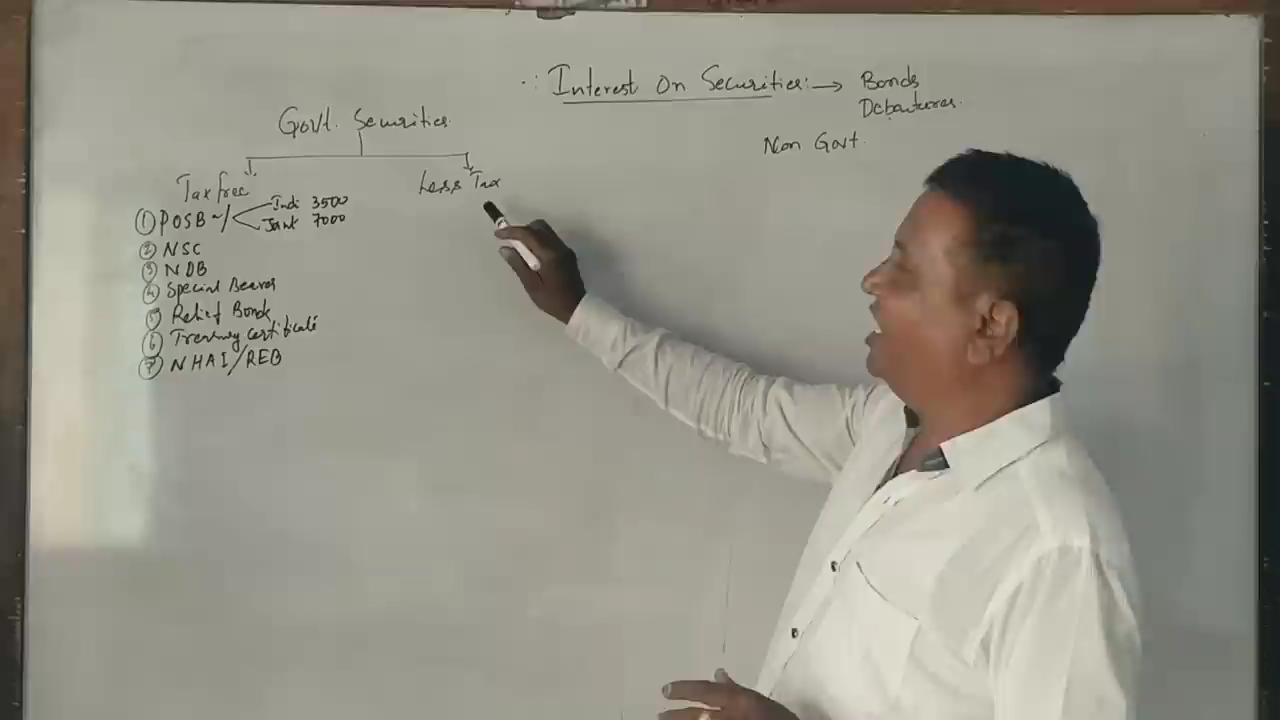 ∴ Interest On Securities:→ Bonds
Debentures.
Govt. Securities
Non Govt.
Tax free
Less Tax
① POSB ~/ Indi 3500
Joint 7000
② NSC
③ NDB
④ Special Bearer
⑤ Relief Bonds
⑥ Treasury Certificate
⑦ NHAI/REB